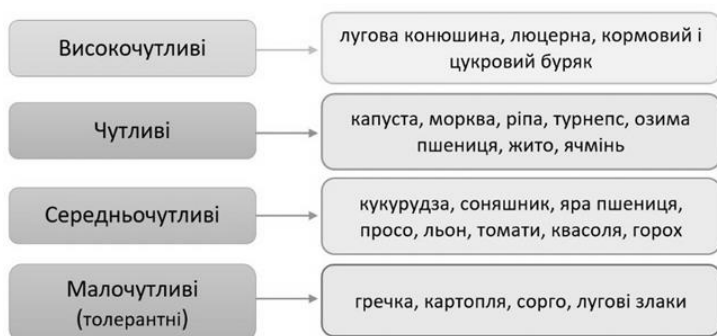 Високочутливі
лугова конюшина, люцерна, кормовий і
цукровий буряк
Чутливі
капуста, морква, ріпа, турнепс, озима
пшениця, жито, ячмінь
Середньочутливі
кукурудза, соняшник, яра пшениця,
просо, льон, томати, квасоля, горох
Малочутливі
(толерантні)
гречка, картопля, сорго, лугові злаки